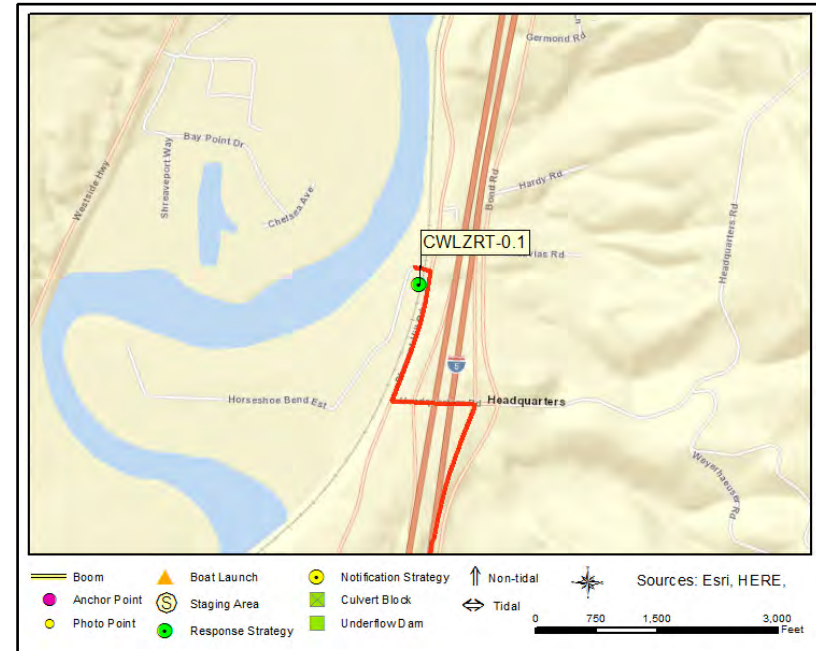 Germond Rd
Bay Point Dr
Shreaveport Way
Westside Hwy
Chelsea Ave
Hardy Rd
Bond Rd
Headquarters Rd
CWLZRT-0.1
5
Horseshoe Bend Est
Headquarters
Weyerhaeuser Rd
Boom
Boat Launch
Notification Strategy
Non-tidal
Sources: Esri, HERE,
Anchor Point
S
Staging Area
Culvert Block
Tidal
Photo Point
Response Strategy
Underflow Dam
0 750 1,500 3,000
Feet